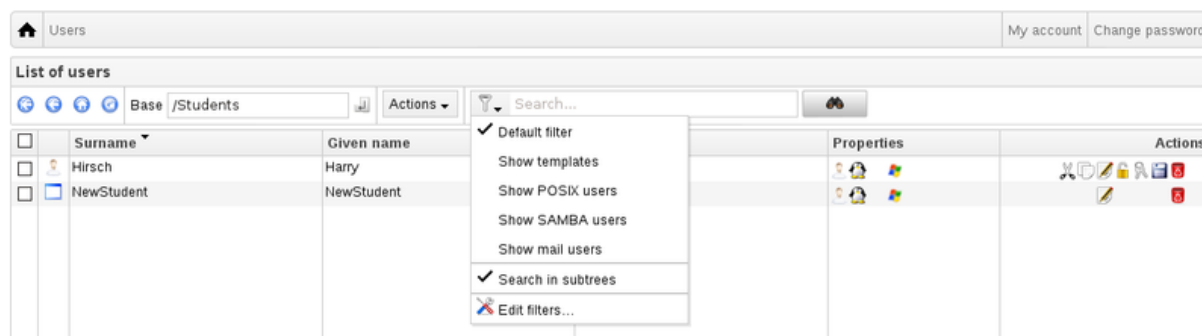 Users My account Change password
List of users
Base /Students Actions Search...
Surname Given name Properties Actions
Default filter
Hirsch Harry
Show templates
NewStudent NewStudent
Show POSIX users
Show SAMBA users
Show mail users
Search in subtrees
Edit filters...